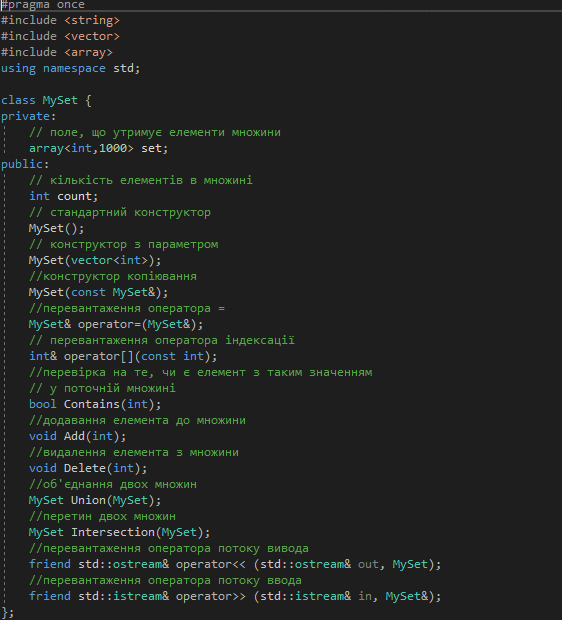 #pragma once
#include <string>
#include <vector>
#include <array>
using namespace std;
class MySet {
private:
// поле, що утримує елементи множини
array<int,1000> set;
public:
// кількість елементів в множині
int count;
// стандартний конструктор
MySet();
// конструктор з параметром
MySet(vector<int>);
//конструктор копіювання
MySet(const MySet&);
//перевантаження оператора =
MySet& operator=(MySet&);
// перевантаження оператора індексації
int& operator[](const int);
//перевірка на те, чи є елемент з таким значенням
// у поточній множині
bool Contains(int);
//додавання елемента до множини
void Add(int);
//видалення елемента з множини
void Delete(int);
//об'єднання двох множин
MySet Union(MySet);
//перетин двох множин
MySet Intersection(MySet);
//перевантаження оператора потоку вивода
friend std::ostream& operator<< (std::ostream& out, MySet);
//перевантаження оператора потоку ввода
friend std::istream& operator>> (std::istream& in, MySet&);
};